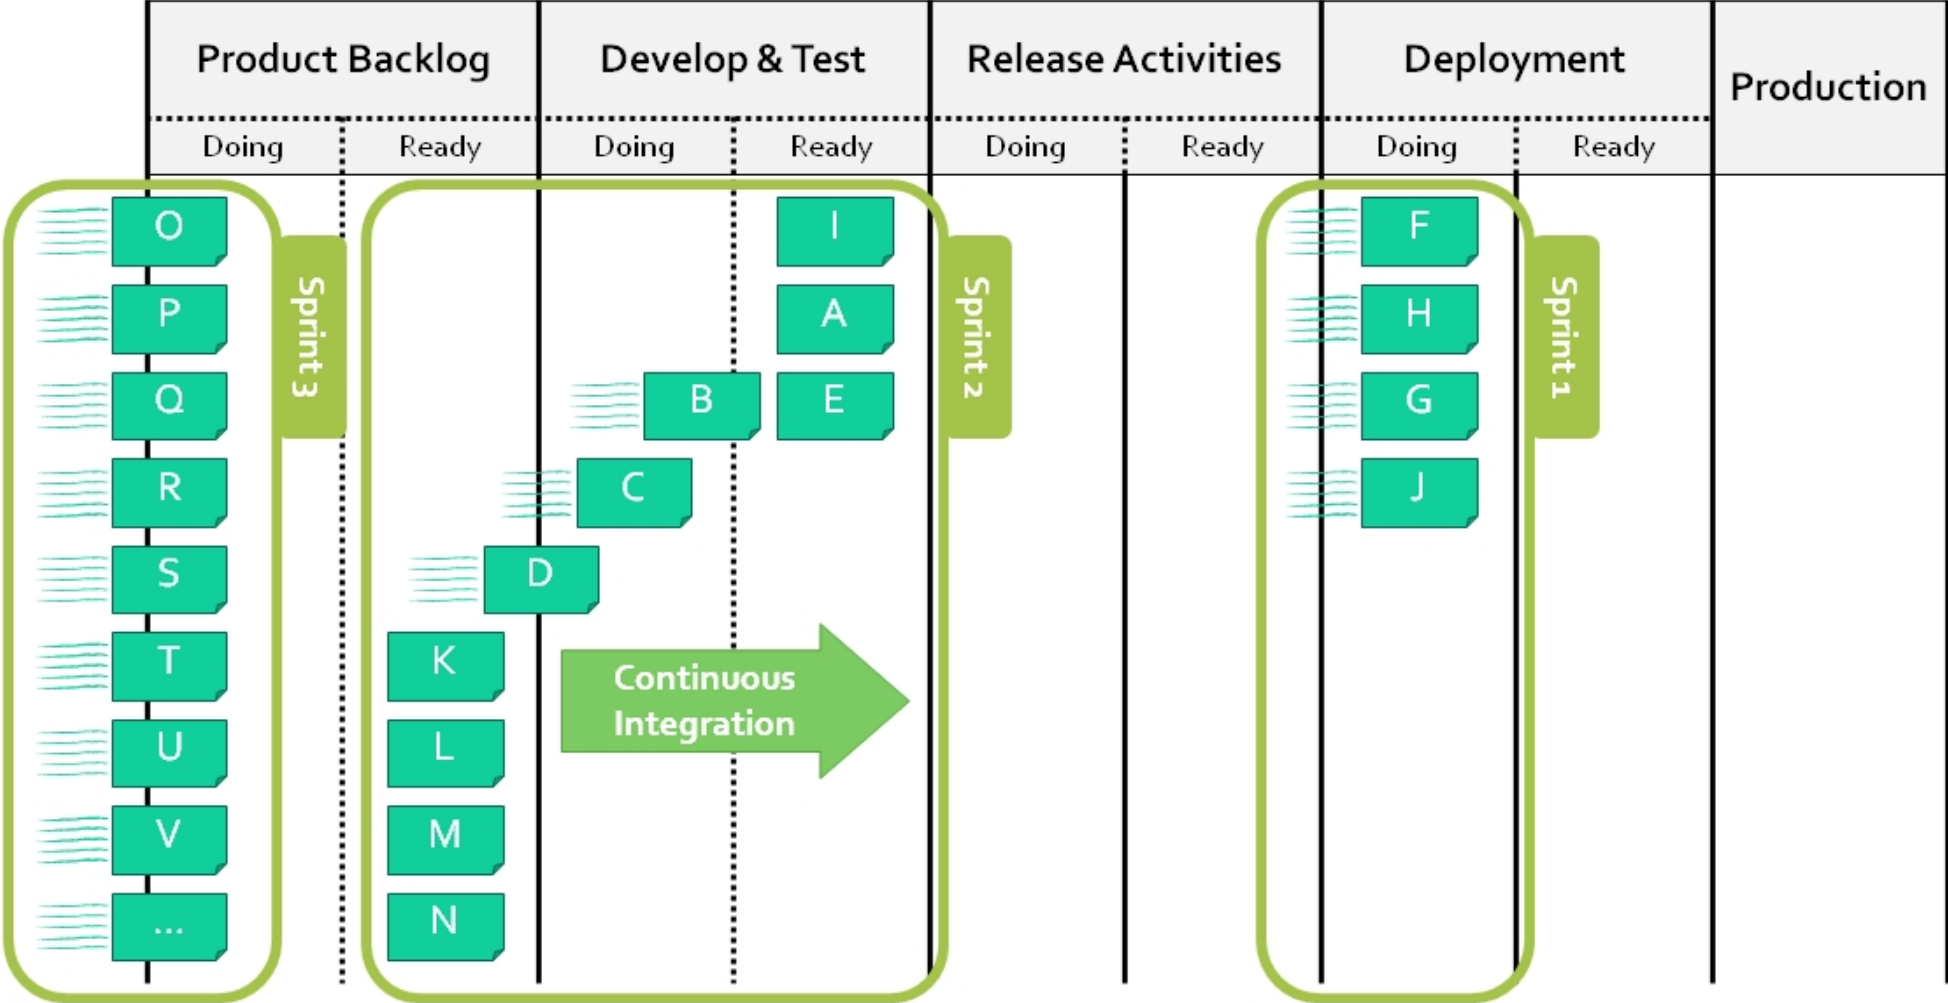 Product Backlog
Develop & Test
Release Activities
Deployment
Production
Doing
Ready
Doing
Ready
Doing
Ready
Doing
Ready
O
P
Q
R
S
T
U
V
...
Sprint 3
K
L
M
N
D
C
B
I
A
E
Continuous
Integration
Sprint 2
F
H
G
J
Sprint 1